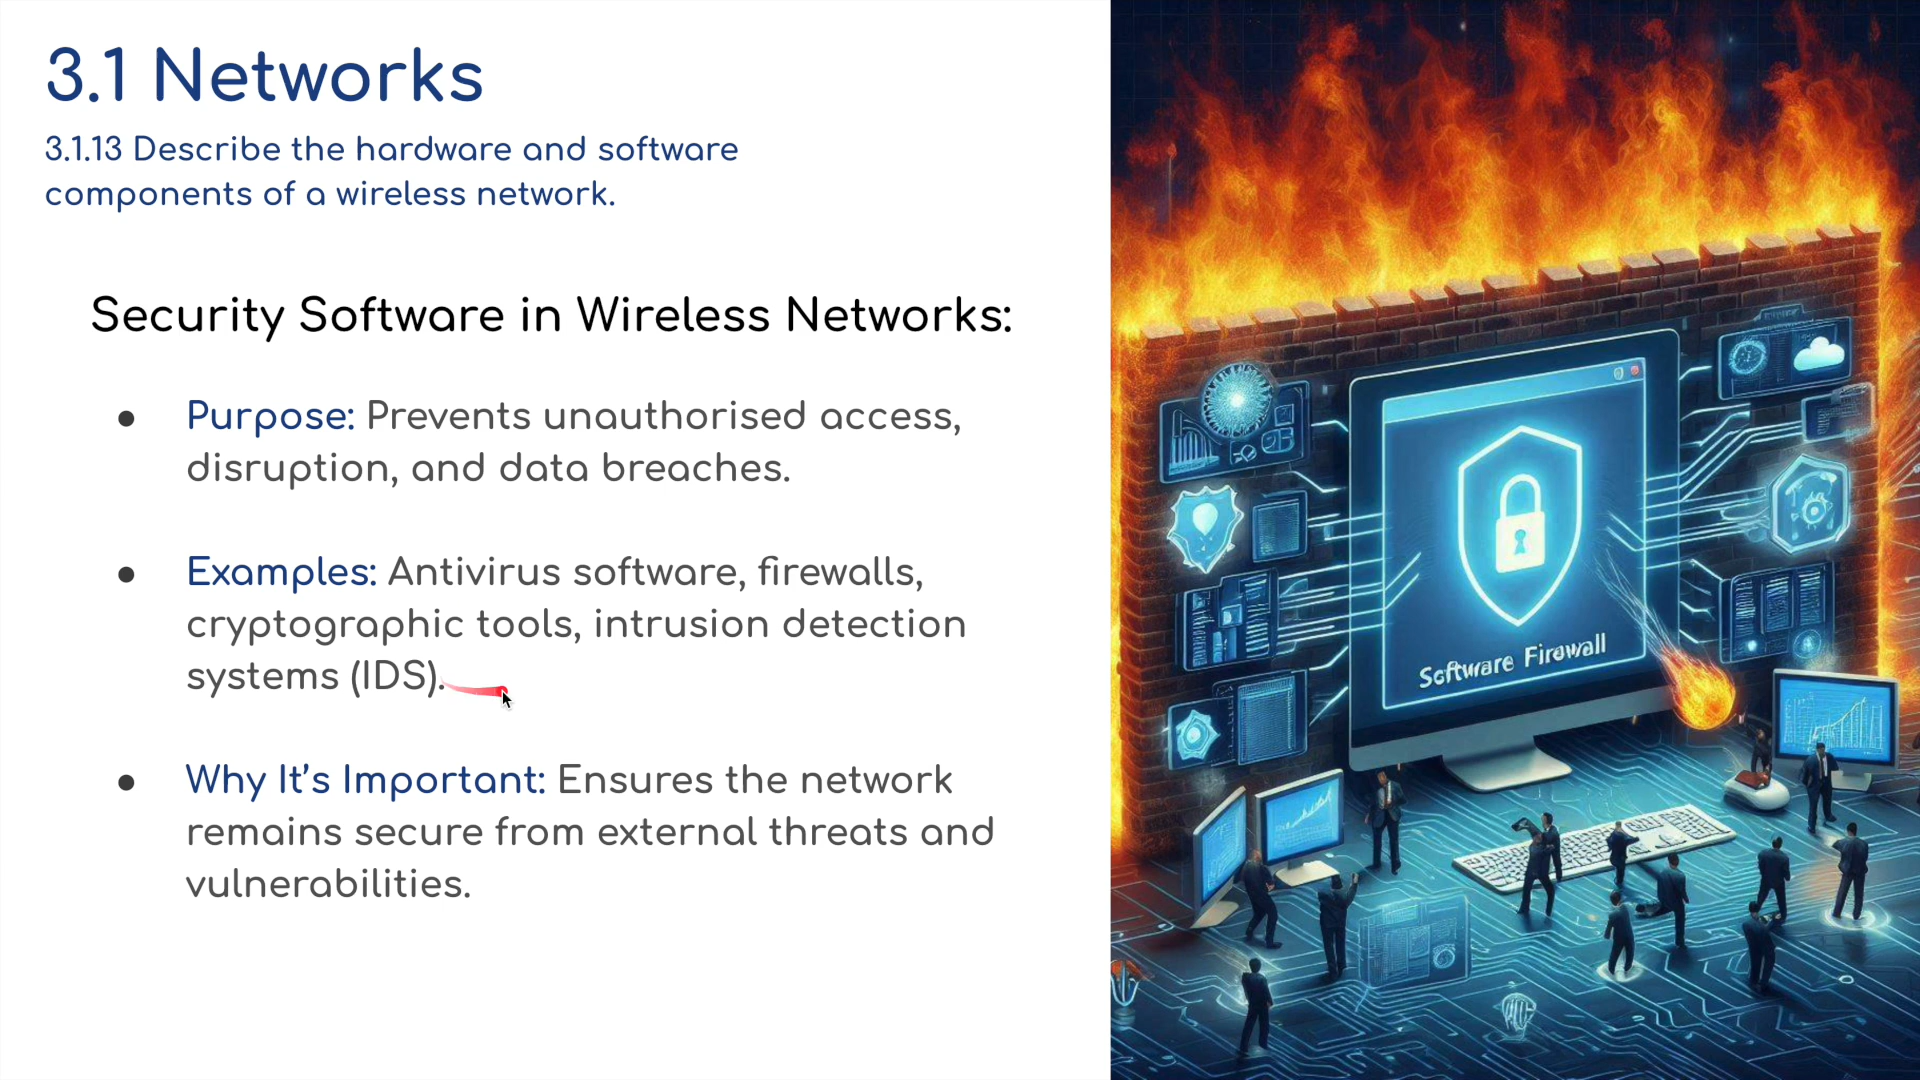 3.1 Networks
3.1.13 Describe the hardware and software
components of a wireless network.
Security Software in Wireless Networks:
● Purpose: Prevents unauthorised access,
disruption, and data breaches.
● Examples: Antivirus software, firewalls,
cryptographic tools, intrusion detection
systems (IDS).
● Why It’s Important: Ensures the network
remains secure from external threats and
vulnerabilities.
Software Firewall